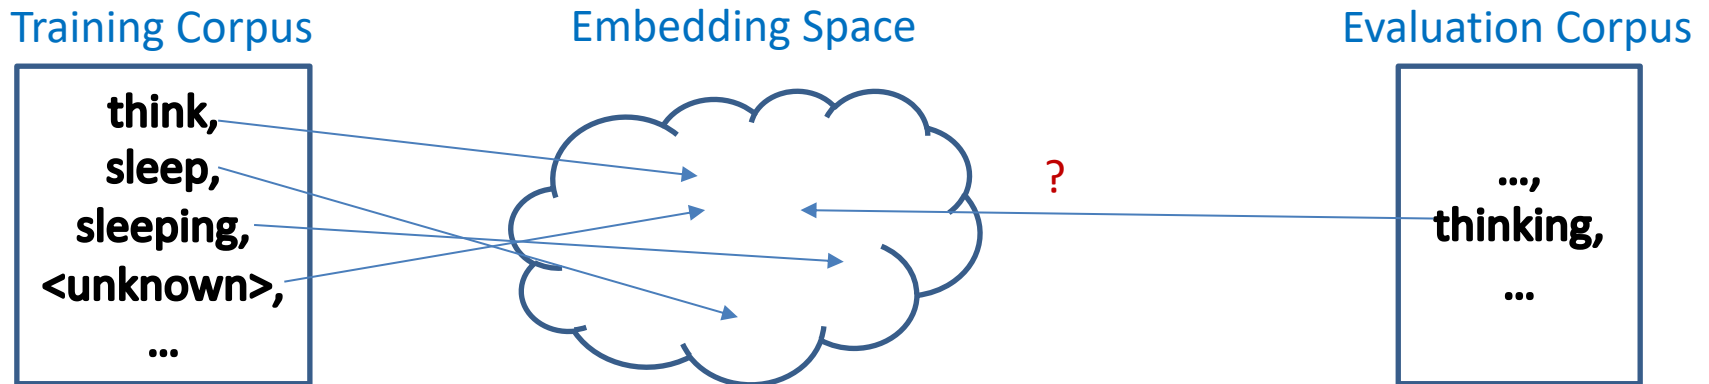 Training Corpus
think,
sleep,
sleeping,
<unknown>,
...
Embedding Space
?
Evaluation Corpus
...,
thinking,
...